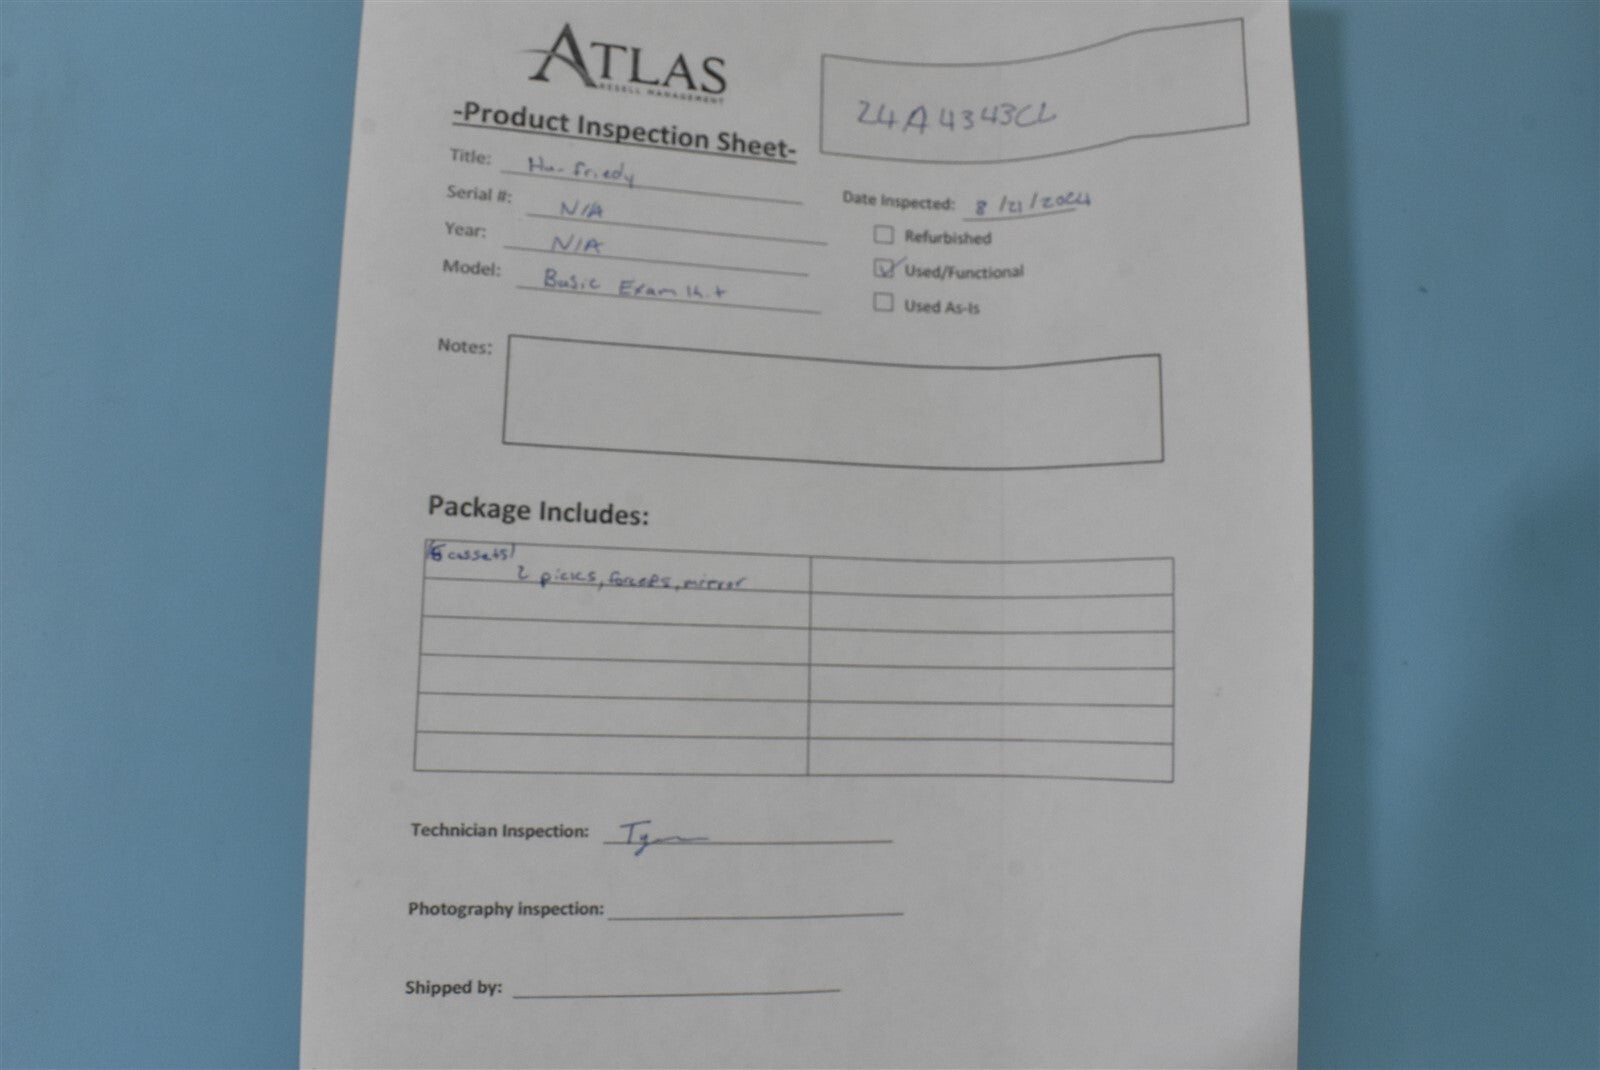 ATLAS
RESELL MANAGEMENT
24A4343CL
-Product Inspection Sheet-
Title: Hu-friedy
Date Inspected: 8/21/2024
Serial #: N/A
Refurbished
Year: N/A
Used/Functional
Model: Basic Exam Kit
Used As-Is
Notes:
Package Includes:
cassets
2 picks, forceps, mirror
Technician Inspection:
Photography inspection:
Shipped by: